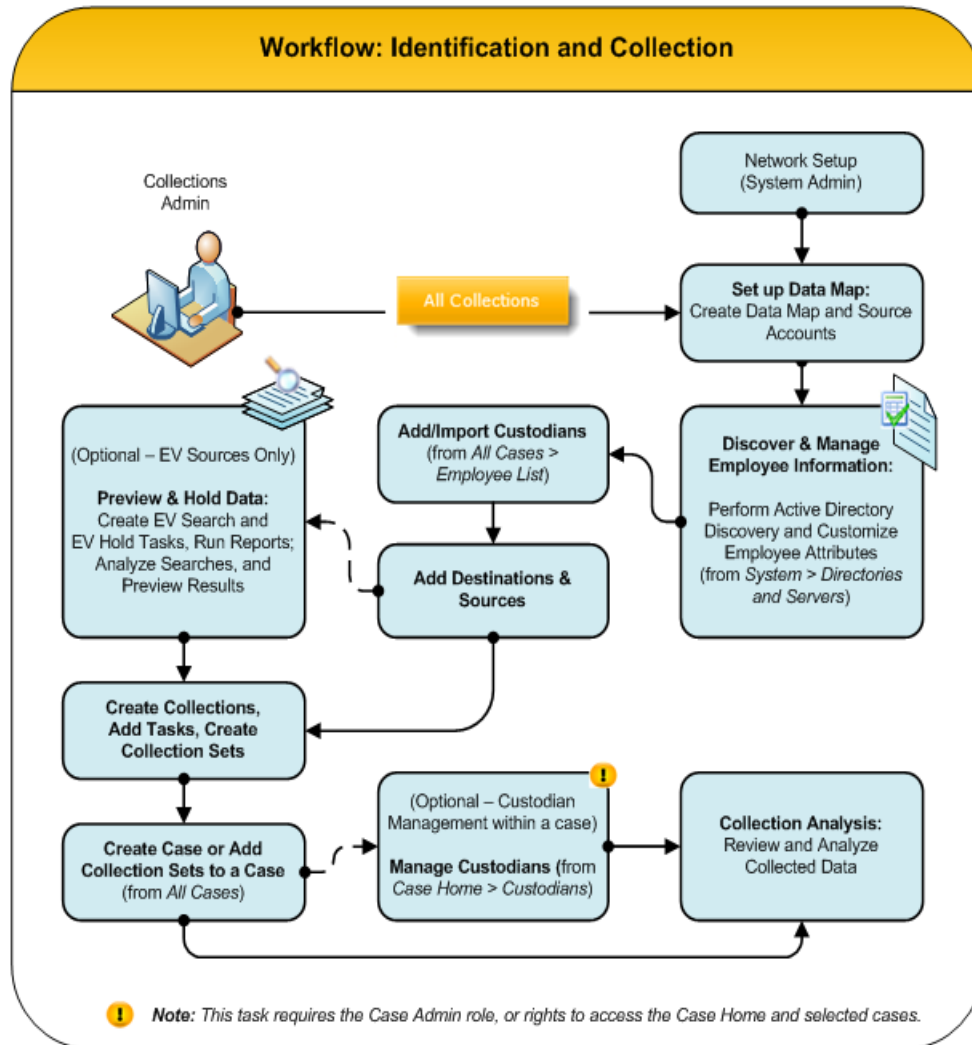 Workflow: Identification and Collection
Collections
Admin
All Collections
Network Setup
(System Admin)
Set up Data Map:
Create Data Map and Source
Accounts
Discover & Manage
Employee Information:
Perform Active Directory
Discovery and Customize
Employee Attributes
(from System > Directories
and Servers)
Add/Import Custodians
(from All Cases >
Employee List)
Add Destinations &
Sources
(Optional – EV Sources Only)
Preview & Hold Data:
Create EV Search and
EV Hold Tasks, Run Reports;
Analyze Searches, and
Preview Results
Create Collections,
Add Tasks, Create
Collection Sets
Create Case or Add
Collection Sets to a Case
(from All Cases)
(Optional – Custodian
Management within a case)
Manage Custodians (from
Case Home > Custodians)
!
Collection Analysis:
Review and Analyze
Collected Data
! Note: This task requires the Case Admin role, or rights to access the Case Home and selected cases.